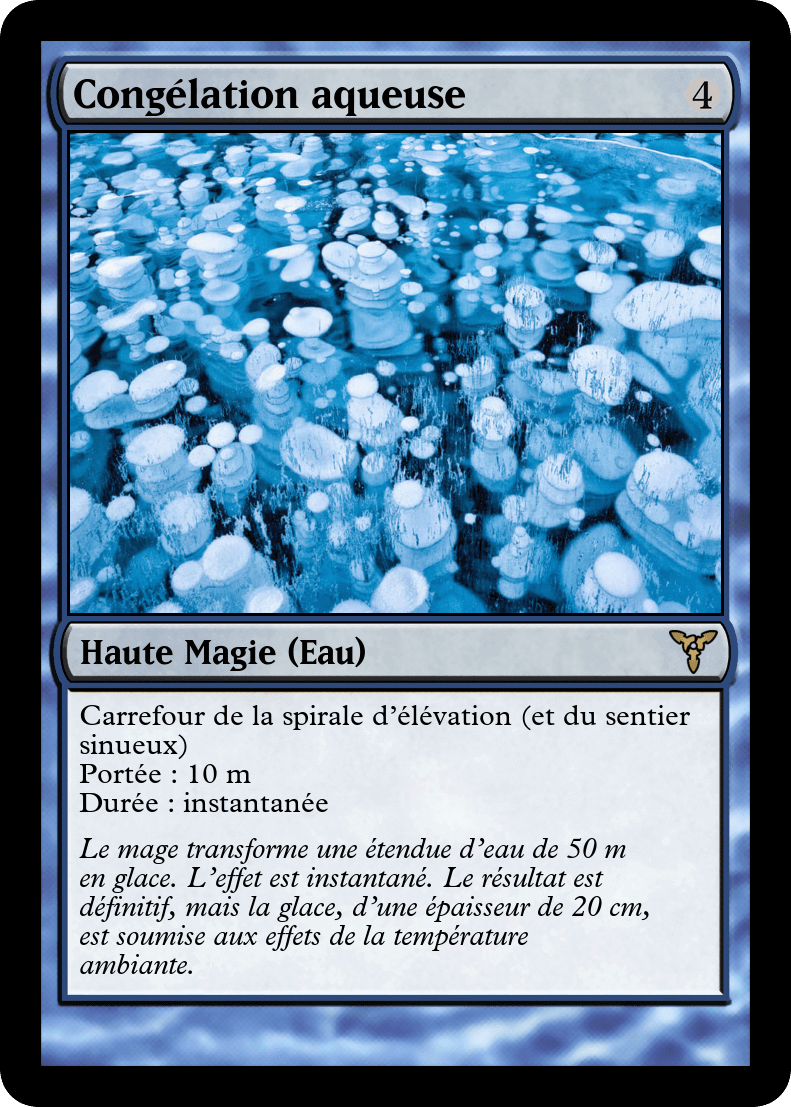 Congélation aqueuse 4
Haute Magie (Eau)
Carrefour de la spirale d'élévation (et du sentier
sinueux)
Portée : 10 m
Durée : instantanée
Le mage transforme une étendue d'eau de 50 m
en glace. L'effet est instantané. Le résultat est
définitif, mais la glace, d'une épaisseur de 20 cm,
est soumise aux effets de la température
ambiante.